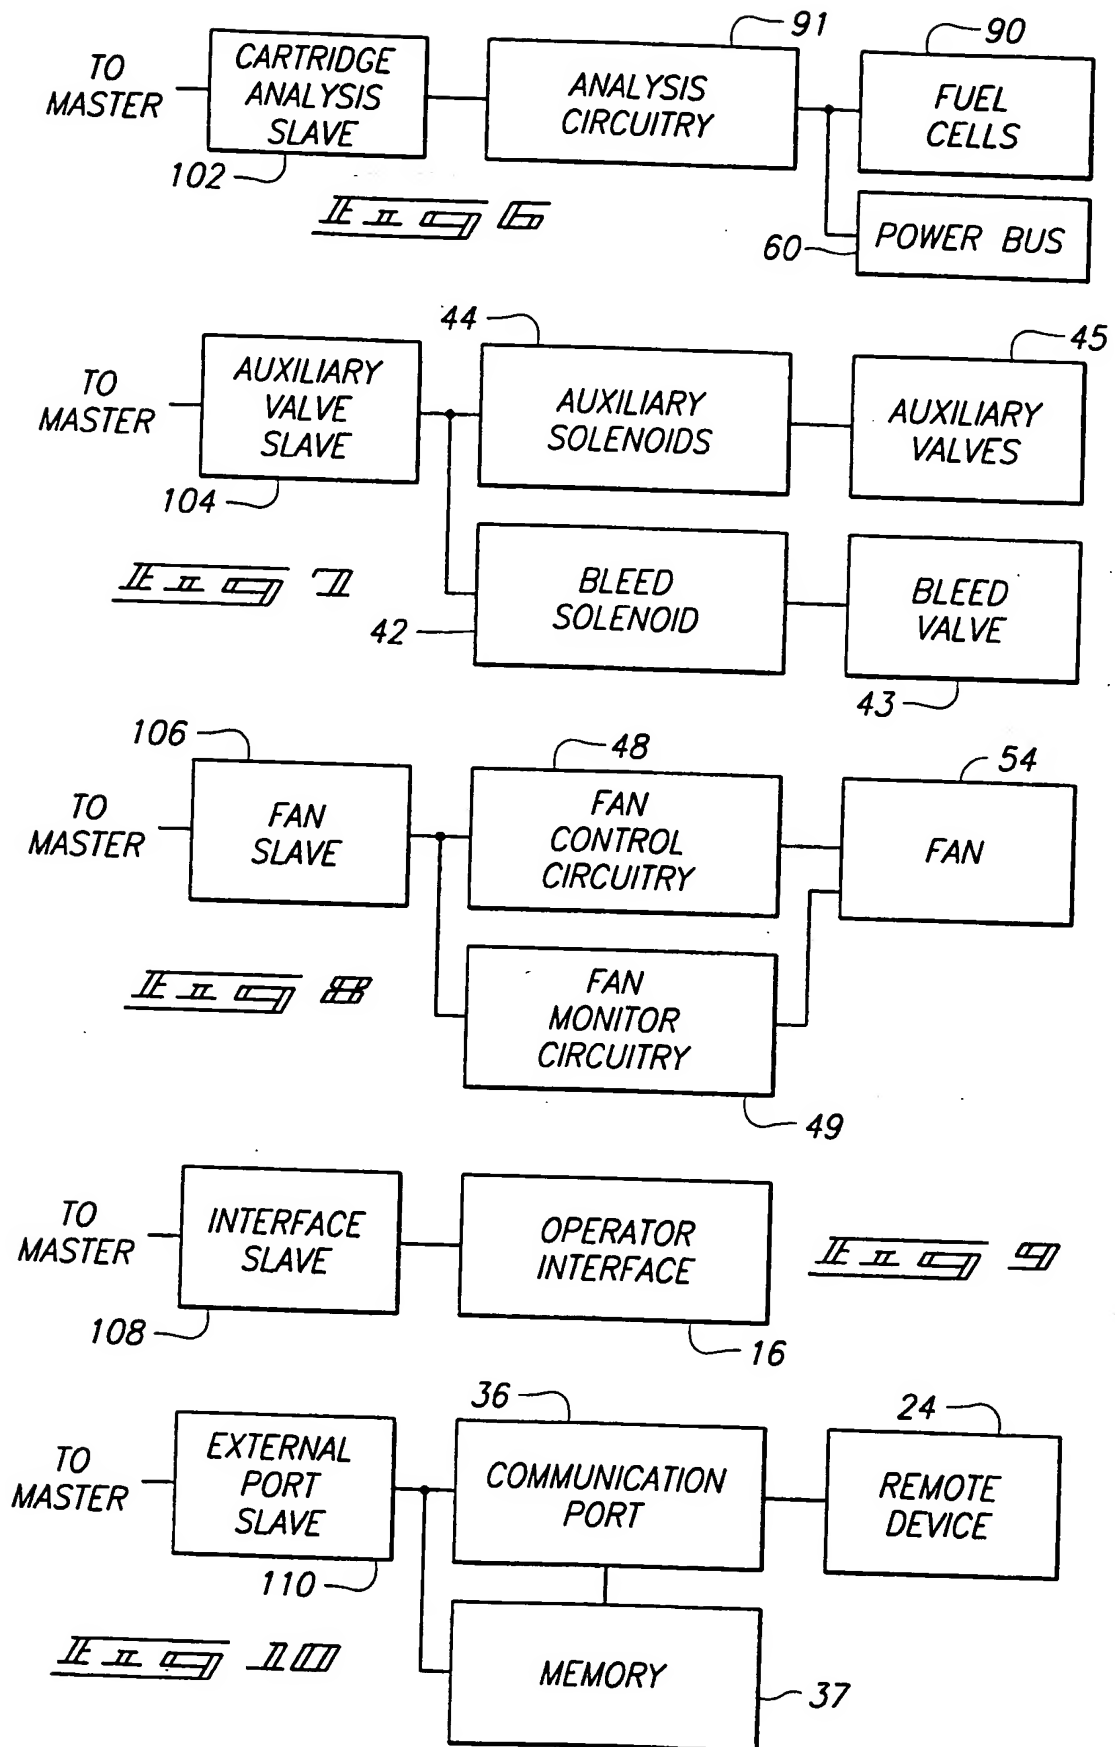 91
90
TO
MASTER
CARTRIDGE
ANALYSIS
SLAVE
ANALYSIS
CIRCUITRY
FUEL
CELLS
102
60
POWER BUS
Fig 6
44
45
TO
MASTER
AUXILIARY
VALVE
SLAVE
AUXILIARY
SOLENOIDS
AUXILIARY
VALVES
104
Fig 7
BLEED
SOLENOID
42
BLEED
VALVE
43
106
48
54
TO
MASTER
FAN
SLAVE
FAN
CONTROL
CIRCUITRY
FAN
Fig 8
FAN
MONITOR
CIRCUITRY
49
TO
MASTER
INTERFACE
SLAVE
OPERATOR
INTERFACE
Fig 9
108
16
36
24
TO
MASTER
EXTERNAL
PORT
SLAVE
COMMUNICATION
PORT
REMOTE
DEVICE
110
Fig 10
MEMORY
37